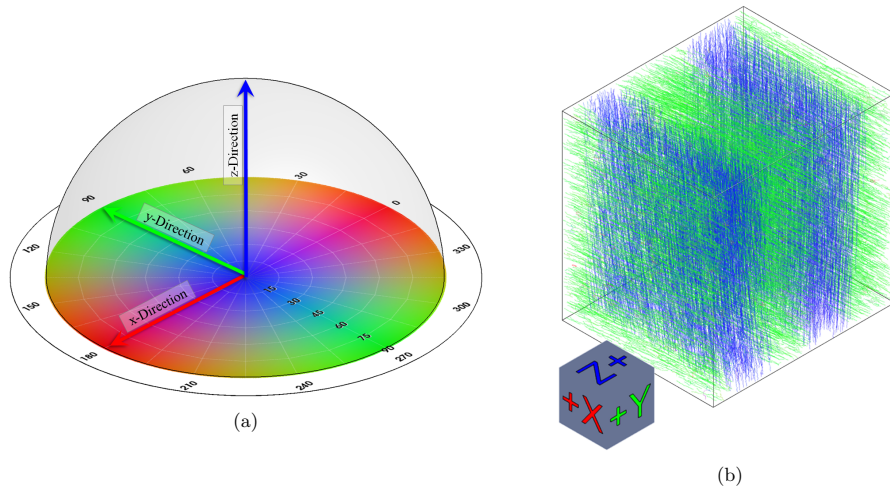 z-Direction
y-Direction
x-Direction
0
30
60
90
120
150
180
210
240
270
300
330
15
30
45
60
75
90
(a)
Z+
+X
+Y
(b)